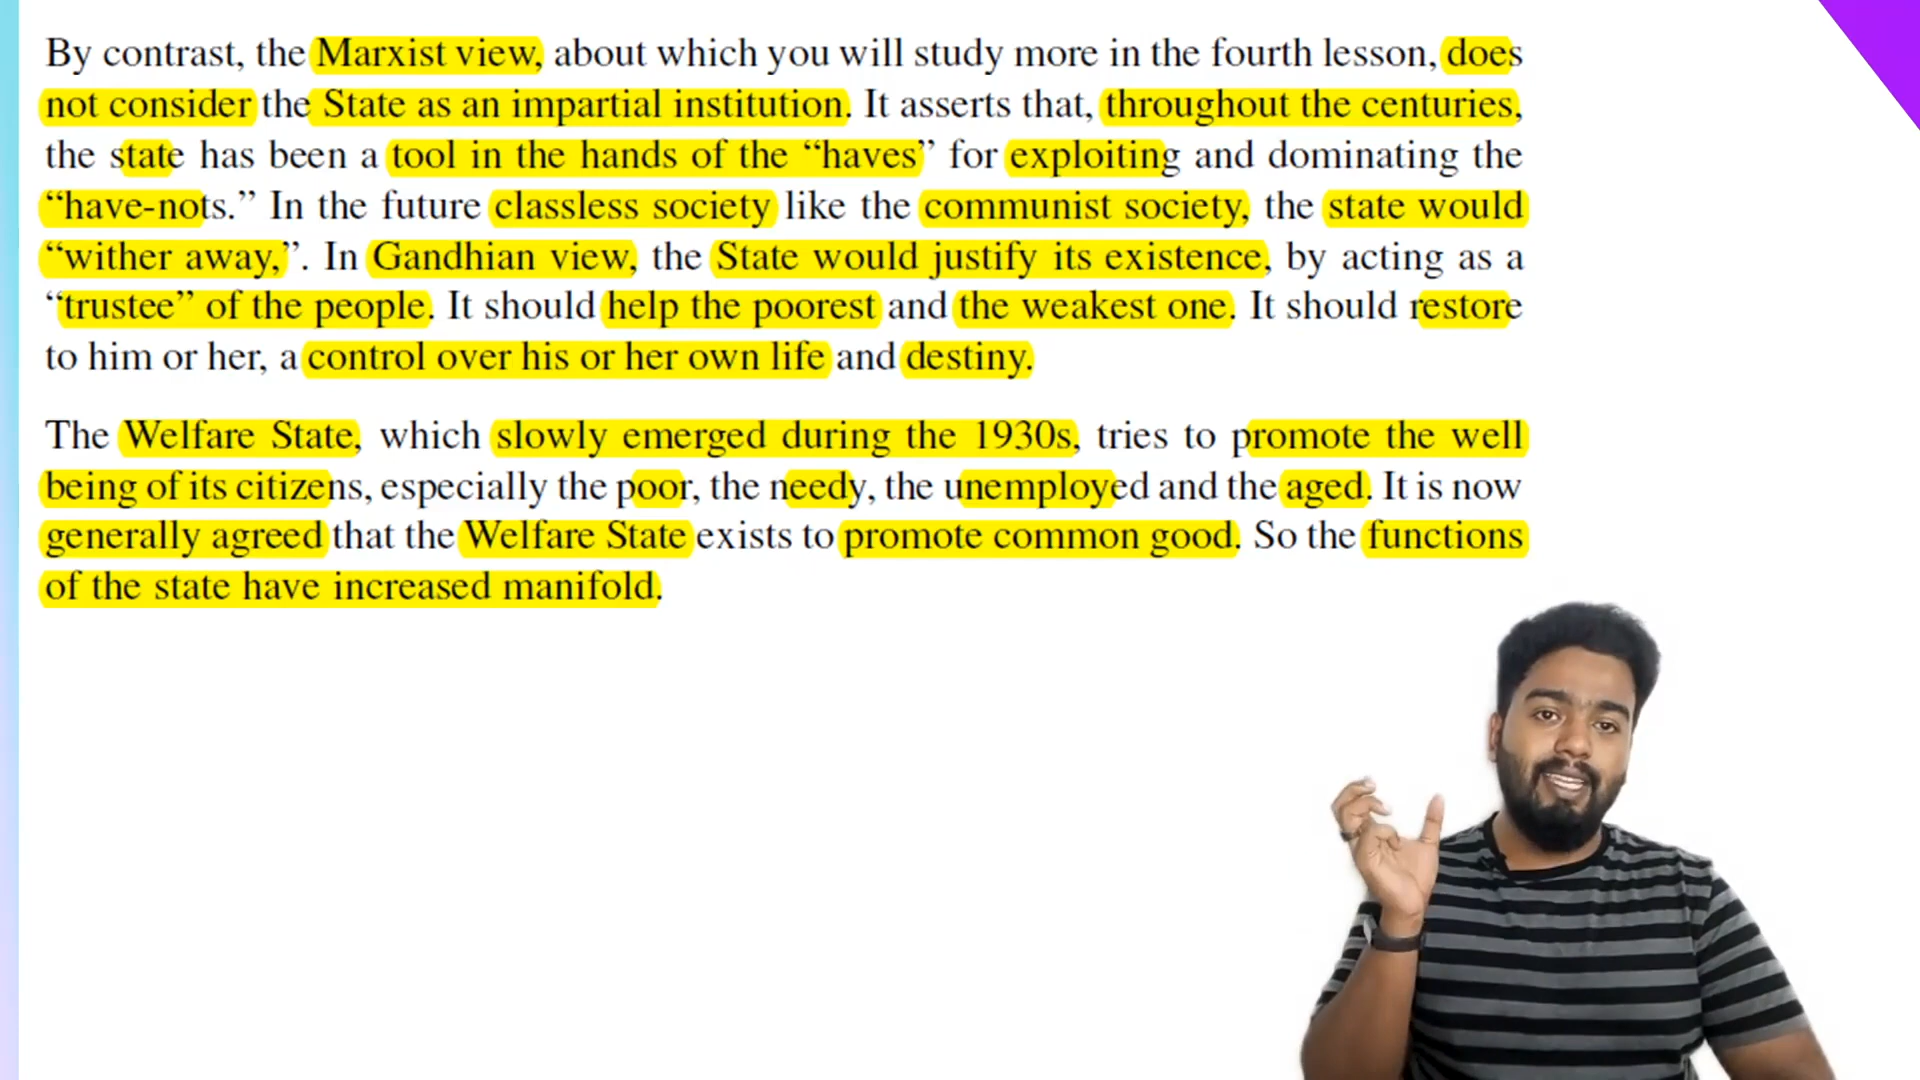 By contrast, the Marxist view, about which you will study more in the fourth lesson, does
not consider the State as an impartial institution. It asserts that, throughout the centuries,
the state has been a tool in the hands of the “haves” for exploiting and dominating the
“have-nots.” In the future classless society like the communist society, the state would
“wither away,”. In Gandhian view, the State would justify its existence, by acting as a
“trustee” of the people. It should help the poorest and the weakest one. It should restore
to him or her, a control over his or her own life and destiny.
The Welfare State, which slowly emerged during the 1930s, tries to promote the well
being of its citizens, especially the poor, the needy, the unemployed and the aged. It is now
generally agreed that the Welfare State exists to promote common good. So the functions
of the state have increased manifold.